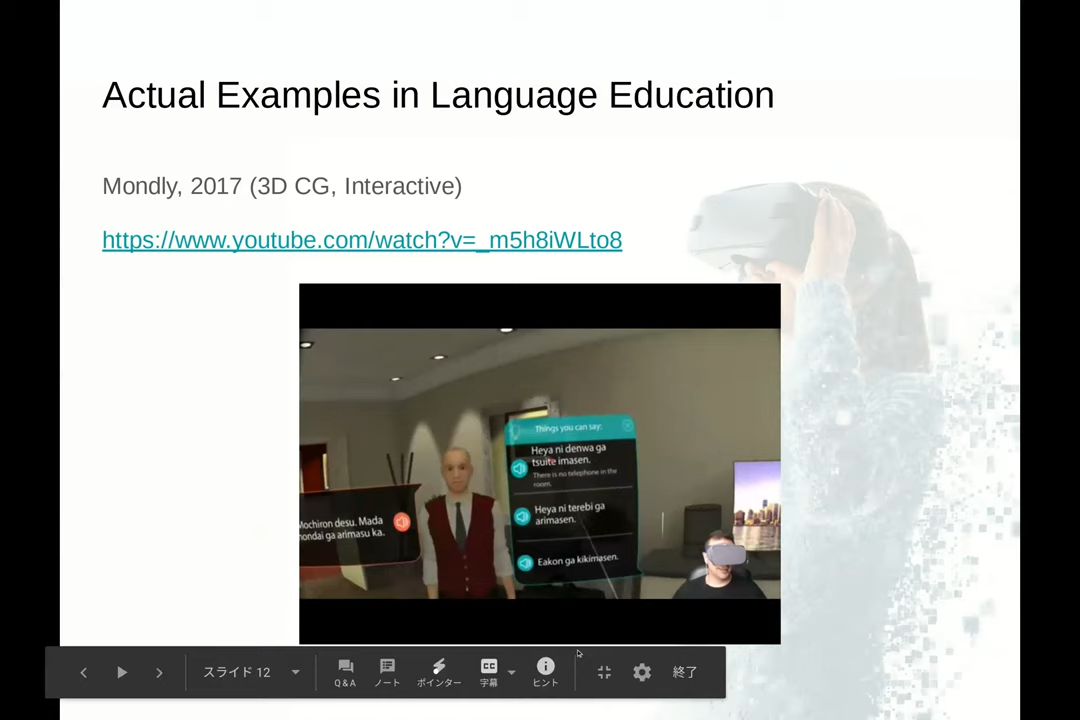 Actual Examples in Language Education
Mondly, 2017 (3D CG, Interactive)
https://www.youtube.com/watch?v=_m5h8iWLto8
Things you can say:
Heya ni denwa ga
tsuite imasen.
There is no telephone in the
room.
Heya ni terebi ga
arimasen.
Eakon ga kikimasen.
Mochiron desu. Mada
mondai ga arimasu ka.
スライド 12
Q&A
ノート
ポインター
CC
字幕
ヒント
終了